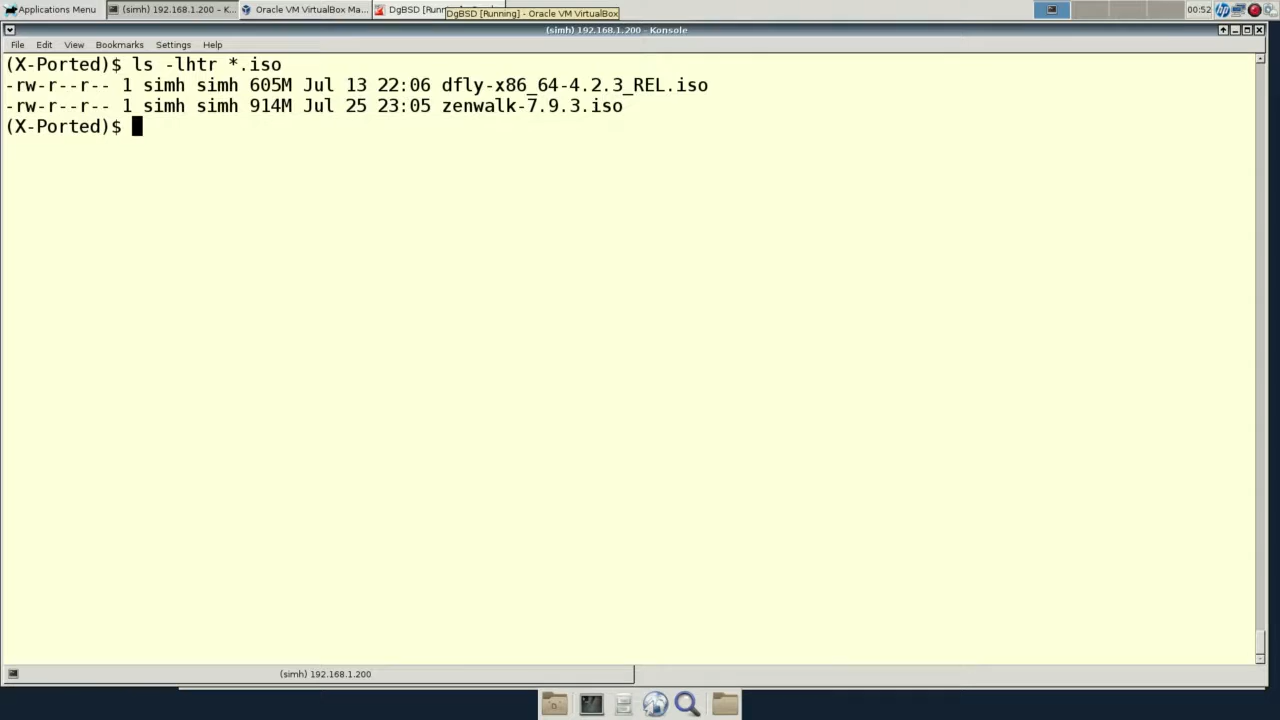 Applications Menu
(simh) 192.168.1.200 - K...
Oracle VM VirtualBox Ma...
DgBSD [Runn
DgBSD [Running] - Oracle VM VirtualBox
00:52
(simh) 192.168.1.200 - Konsole
File Edit View Bookmarks Settings Help
(X-Ported)$ ls -lhtr *.iso
-rw-r--r-- 1 simh simh 605M Jul 13 22:06 dfly-x86_64-4.2.3_REL.iso
-rw-r--r-- 1 simh simh 914M Jul 25 23:05 zenwalk-7.9.3.iso
(X-Ported)$
(simh) 192.168.1.200